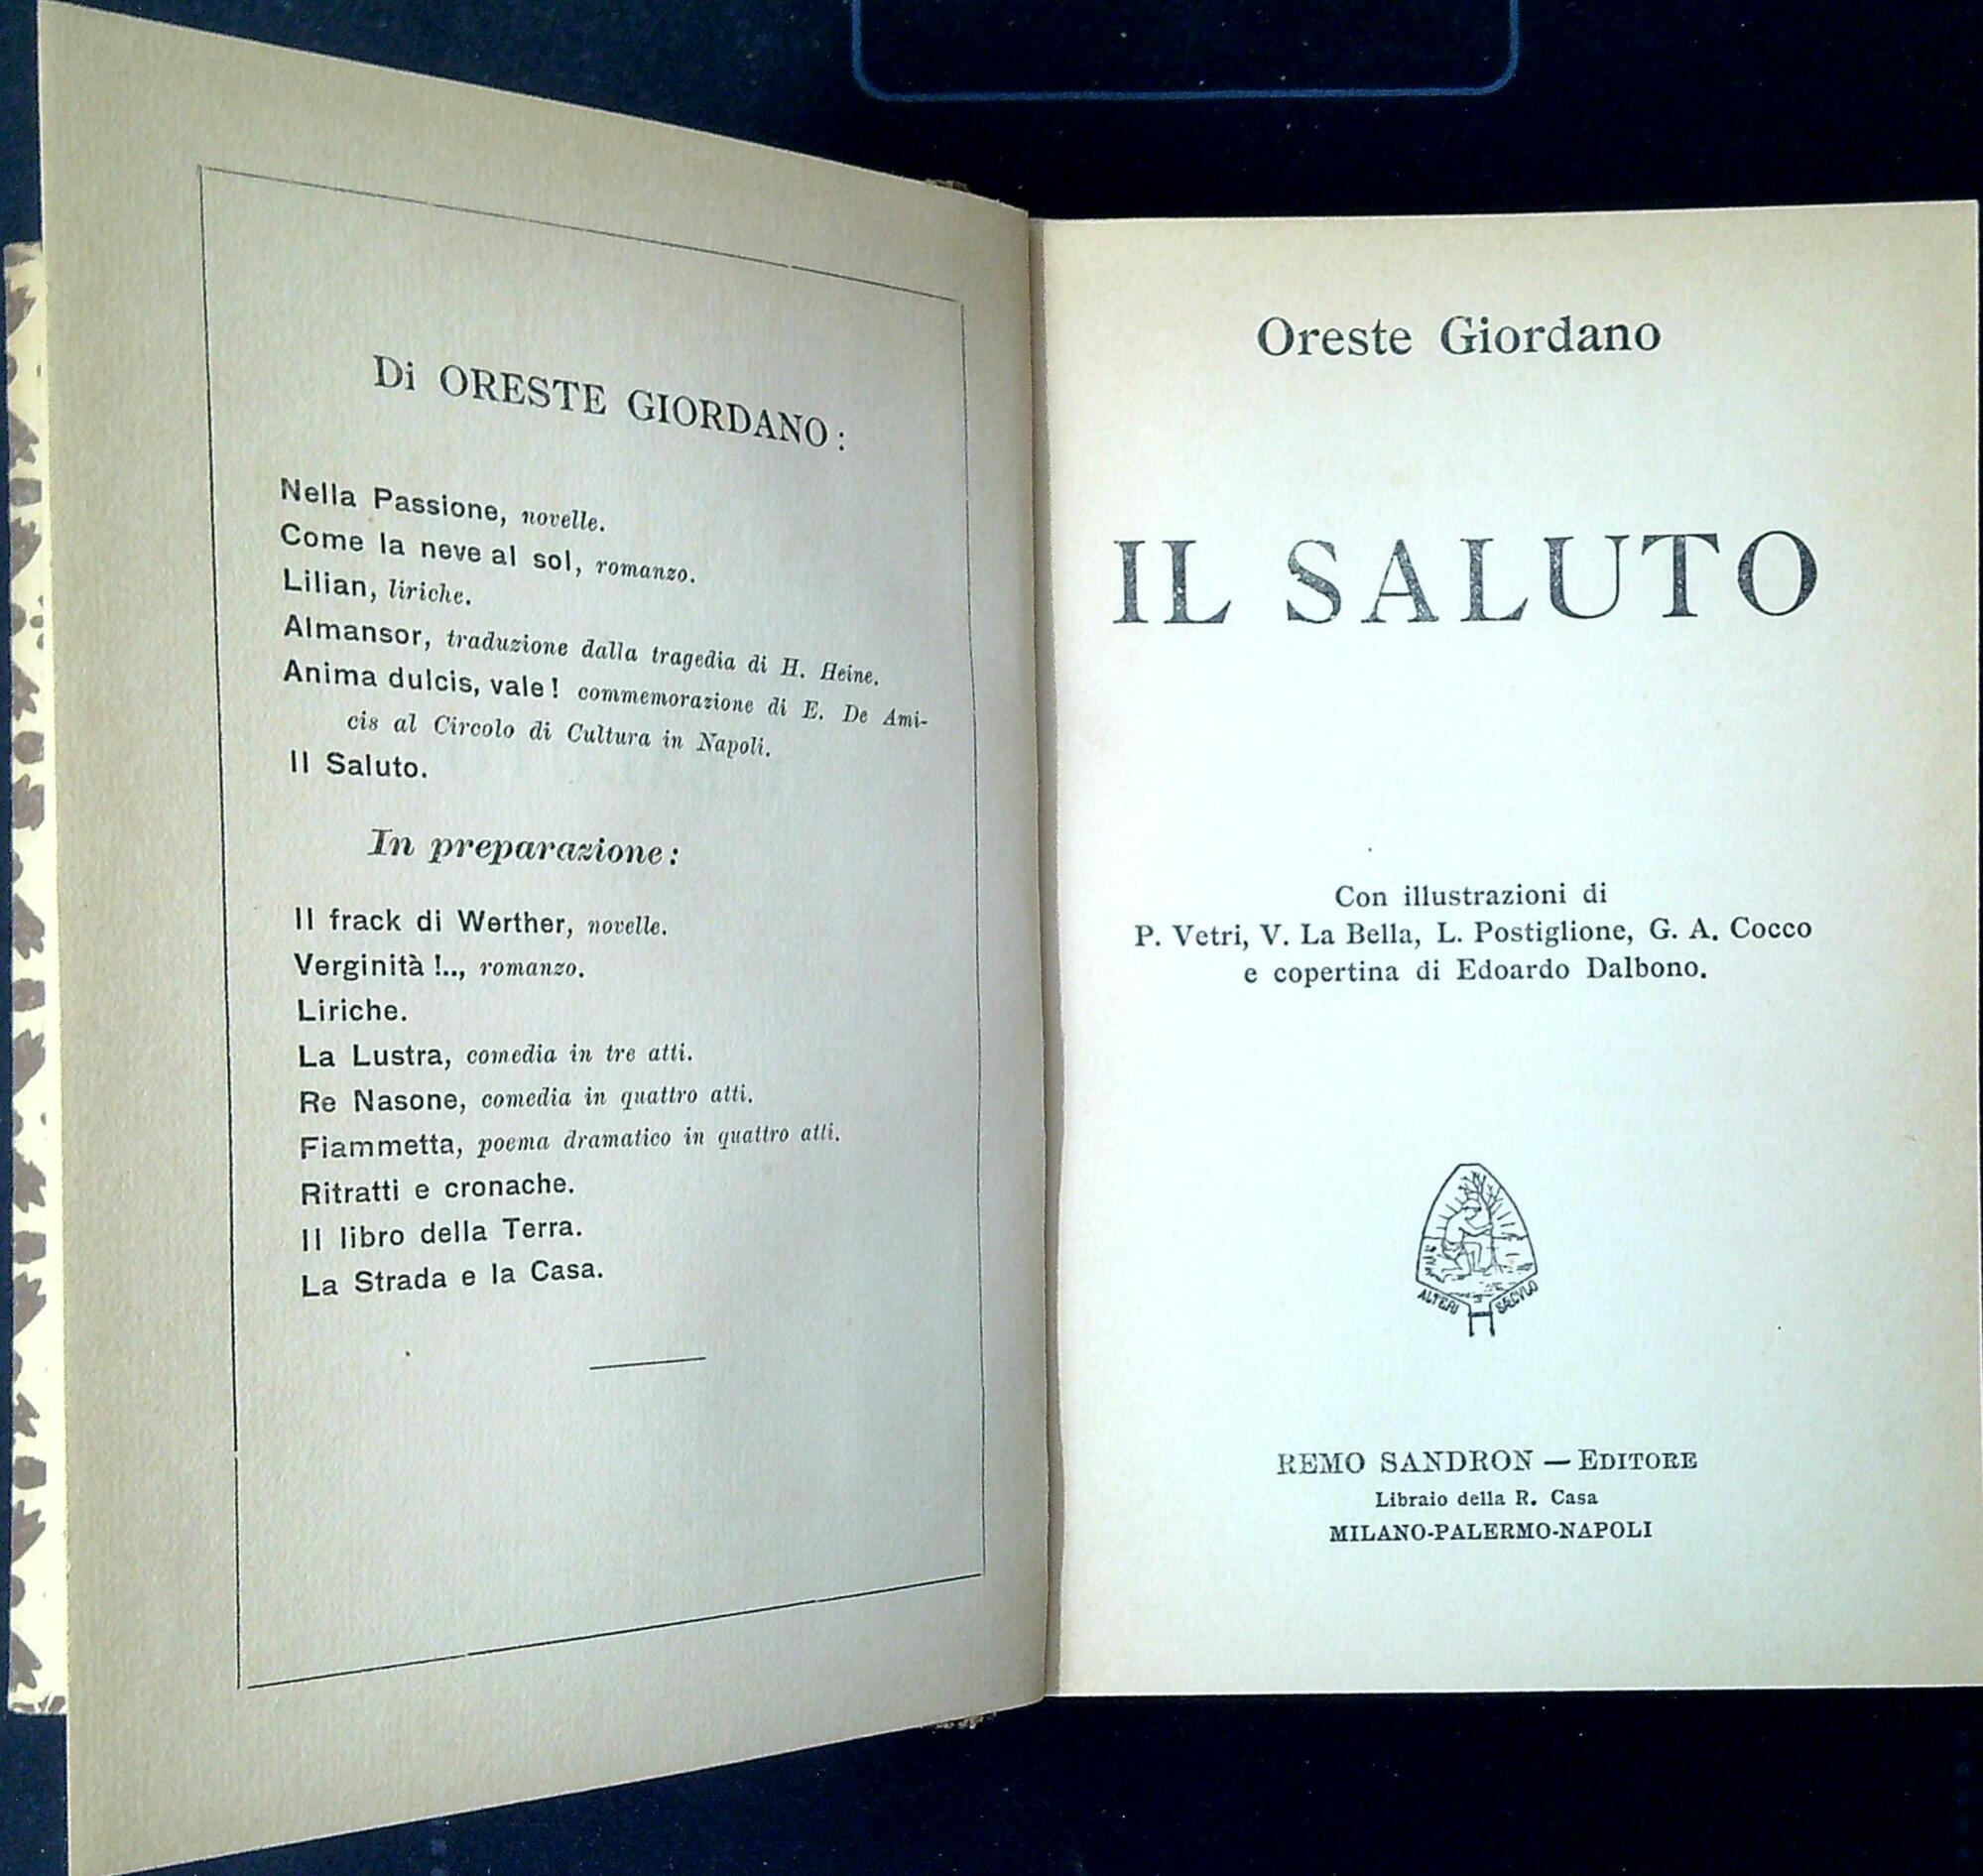 Di ORESTE GIORDANO:
Nella Passione, novelle.
Come la neve al sol, romanzo.
Lilian, liriche.
Almansor, traduzione dalla tragedia di H. Heine.
Anima dulcis, vale! commemorazione di E. De Ami-
cis al Circolo di Cultura in Napoli.
Il Saluto.
In preparazione:
Il frack di Werther, novelle.
Verginità!.., romanzo.
Liriche.
La Lustra, comedia in tre atti.
Re Nasone, comedia in quattro atti.
Fiammetta, poema dramatico in quattro atti.
Ritratti e cronache.
Il libro della Terra.
La Strada e la Casa.
Oreste Giordano
IL SALUTO
Con illustrazioni di
P. Vetri, V. La Bella, L. Postiglione, G. A. Cocco
e copertina di Edoardo Dalbono.
ALTERI SAECVLO
REMO SANDRON — EDITORE
Libraio della R. Casa
MILANO-PALERMO-NAPOLI